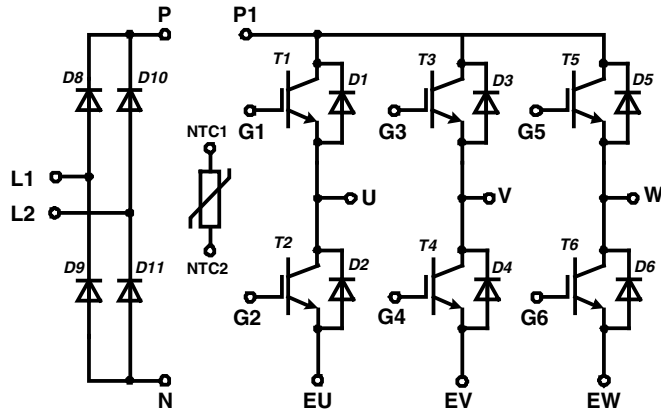 P P1
D8 D10 T1 D1 T3 D3 T5 D5
G1 G3 G5
NTC1
L1 U V W
L2
NTC2
D9 D11 T2 D2 T4 D4 T6 D6
G2 G4 G6
N EU EV EW